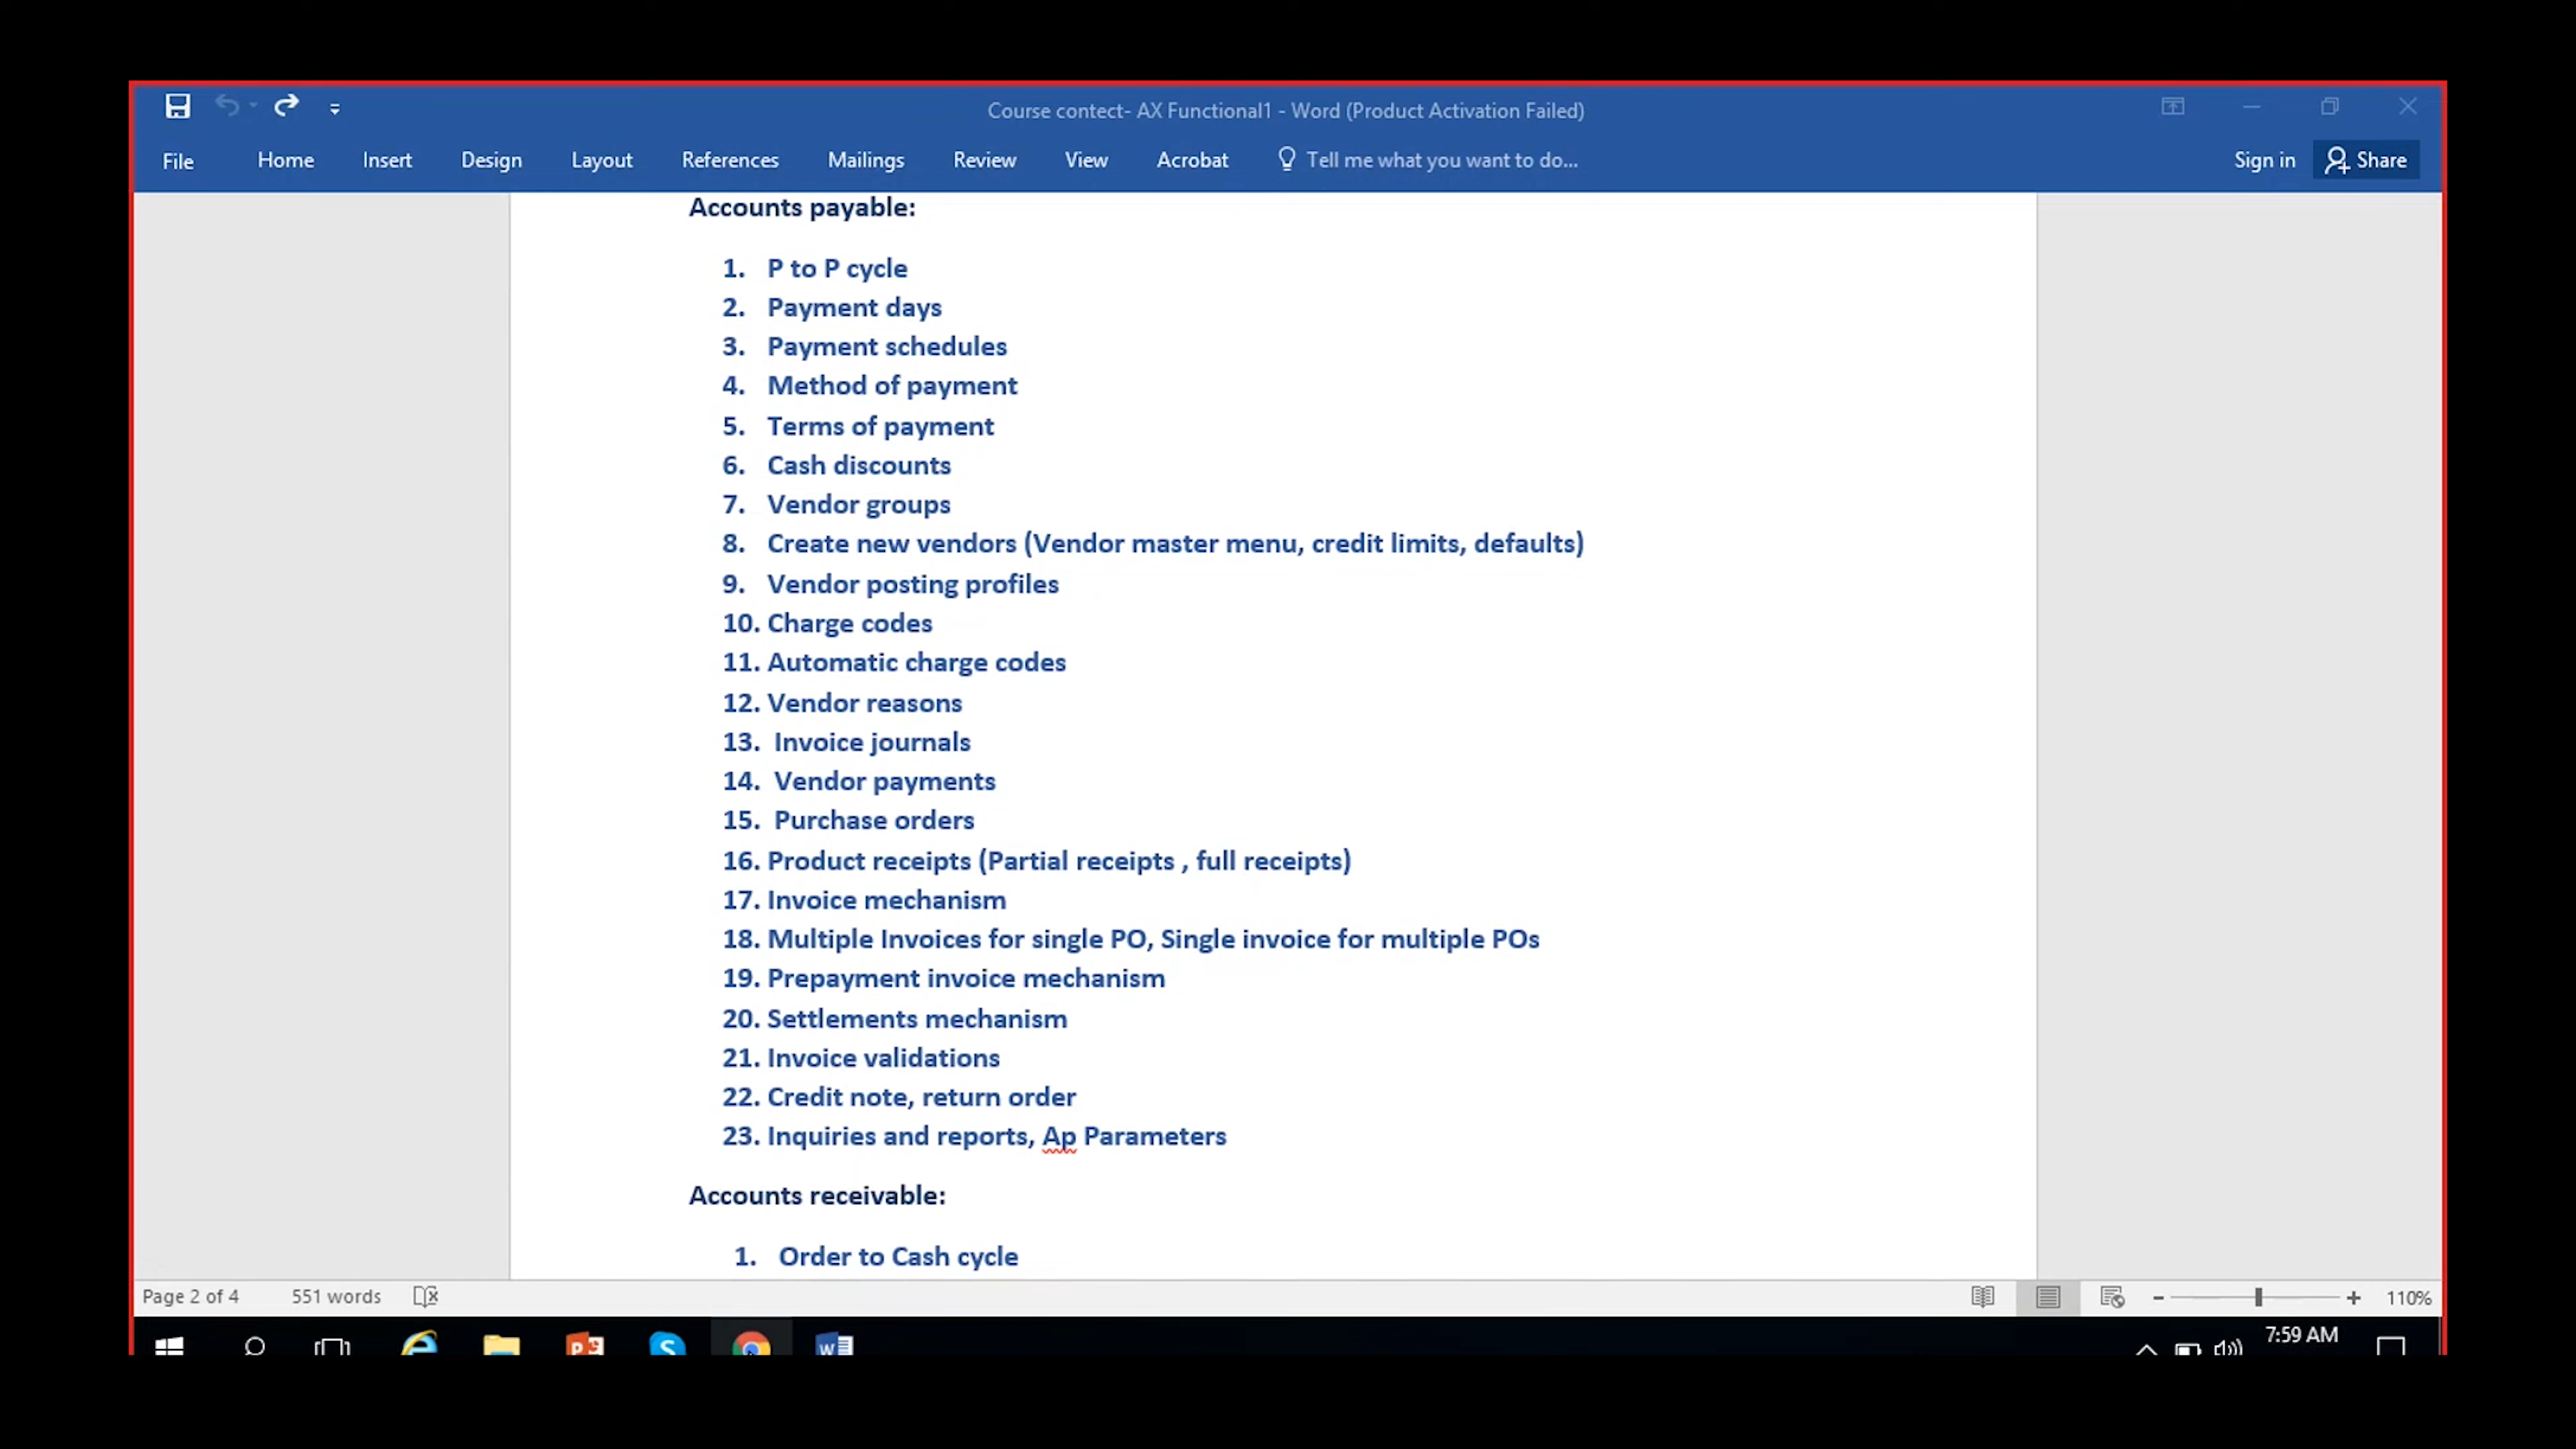 Course contect- AX Functional1 - Word (Product Activation Failed)
File Home Insert Design Layout References Mailings Review View Acrobat Tell me what you want to do... Sign in Share
Accounts payable:
1. P to P cycle
2. Payment days
3. Payment schedules
4. Method of payment
5. Terms of payment
6. Cash discounts
7. Vendor groups
8. Create new vendors (Vendor master menu, credit limits, defaults)
9. Vendor posting profiles
10. Charge codes
11. Automatic charge codes
12. Vendor reasons
13. Invoice journals
14. Vendor payments
15. Purchase orders
16. Product receipts (Partial receipts , full receipts)
17. Invoice mechanism
18. Multiple Invoices for single PO, Single invoice for multiple POs
19. Prepayment invoice mechanism
20. Settlements mechanism
21. Invoice validations
22. Credit note, return order
23. Inquiries and reports, Ap Parameters
Accounts receivable:
1. Order to Cash cycle
Page 2 of 4 551 words 110%
7:59 AM